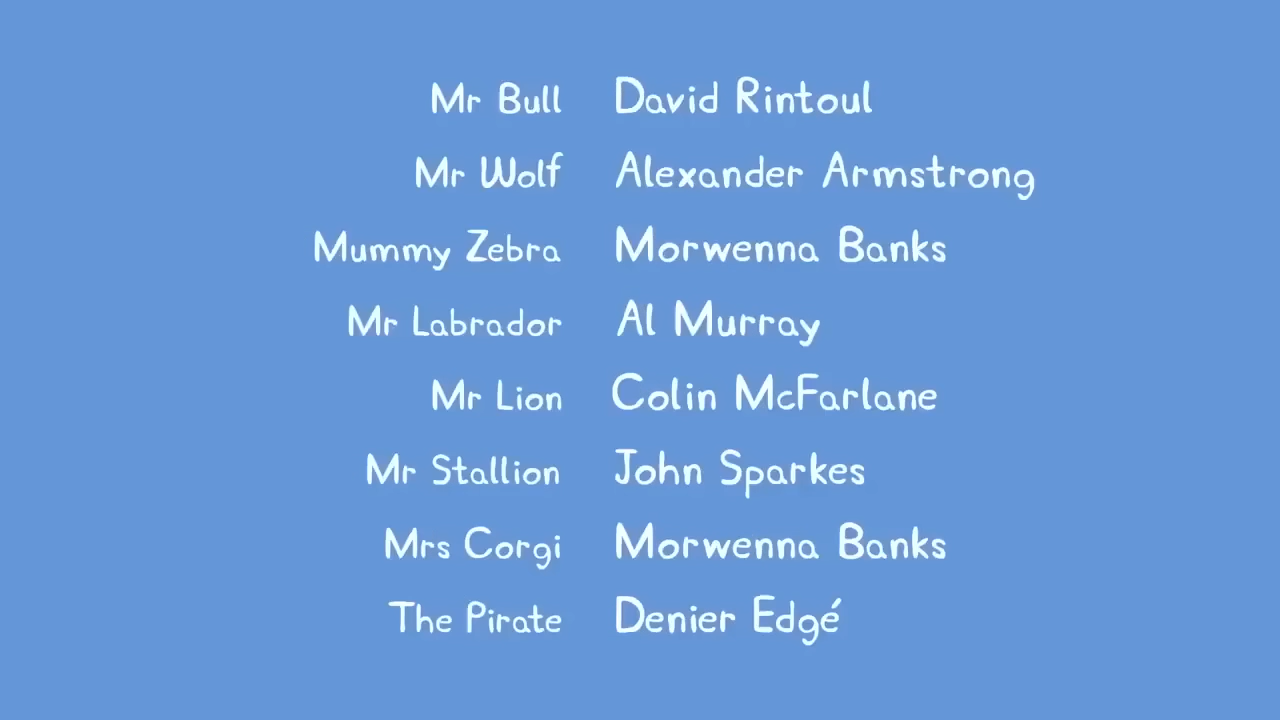 Mr Bull David Rintoul
Mr Wolf Alexander Armstrong
Mummy Zebra Morwenna Banks
Mr Labrador Al Murray
Mr Lion Colin McFarlane
Mr Stallion John Sparkes
Mrs Corgi Morwenna Banks
The Pirate Denier Edgé